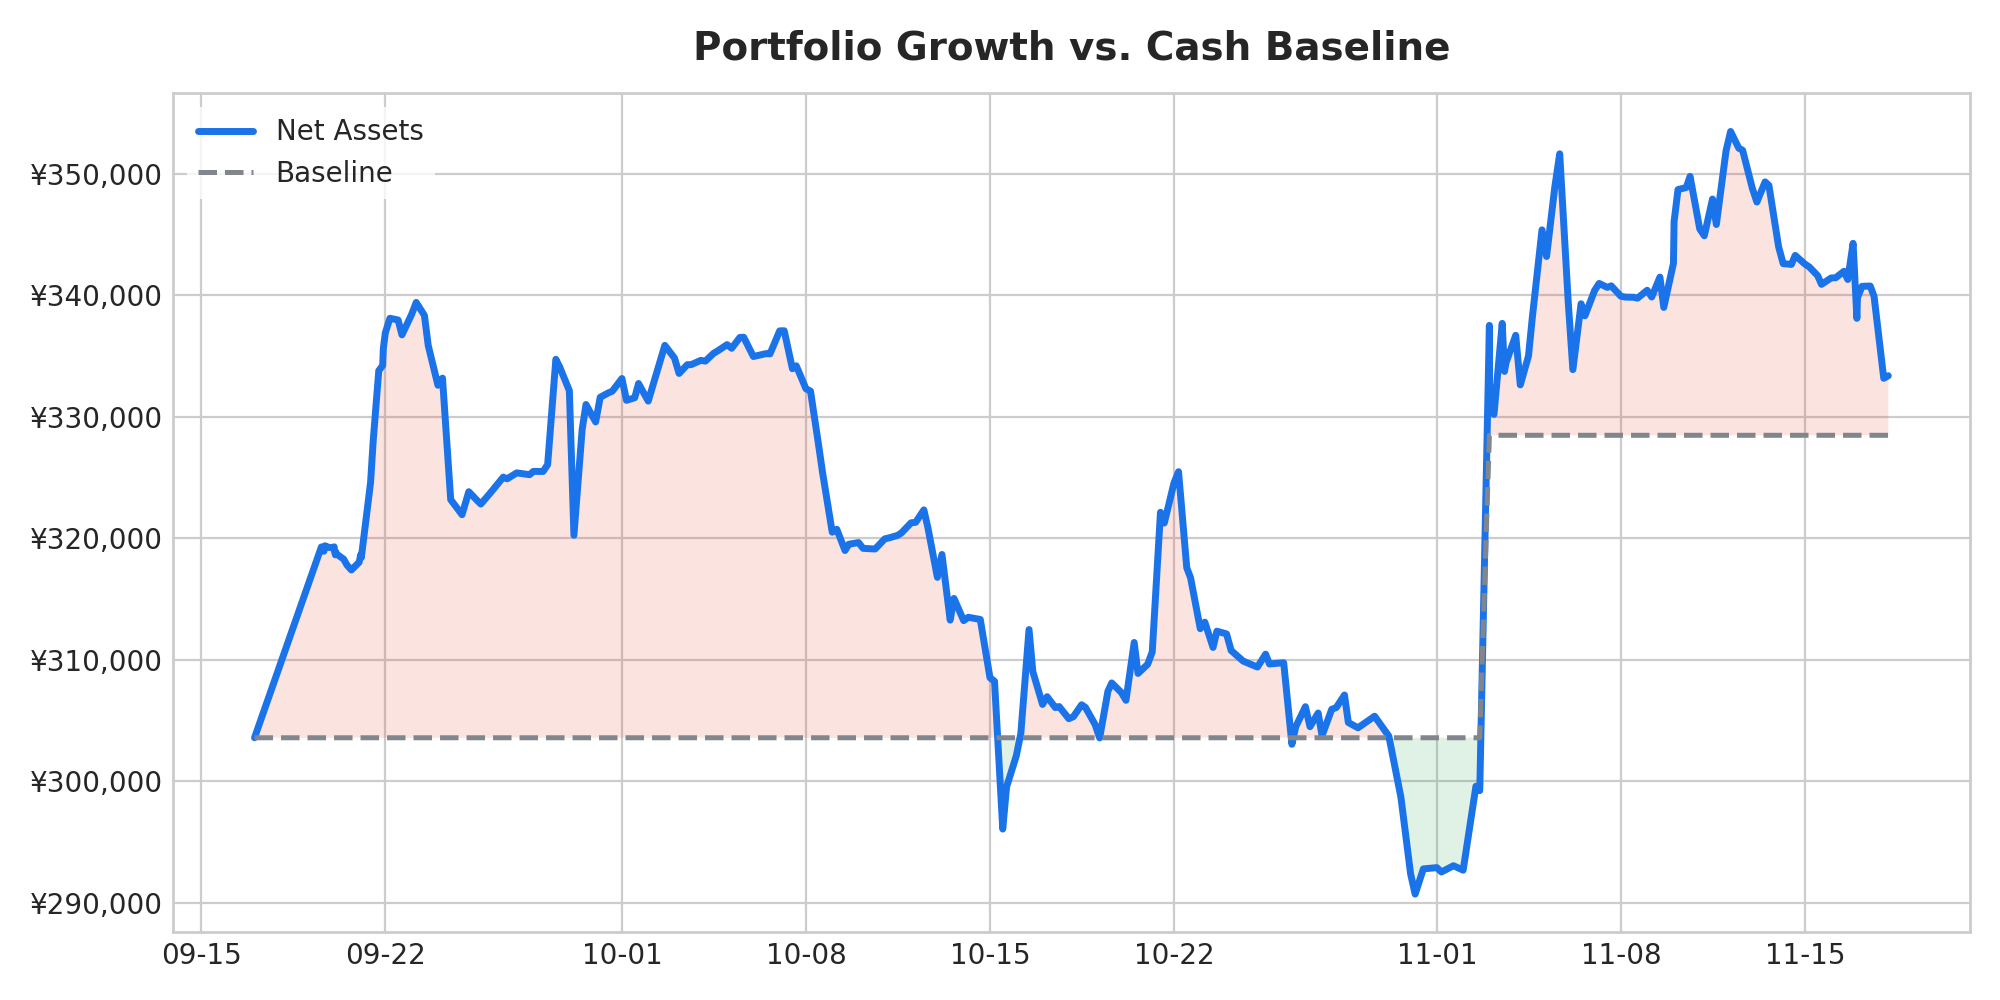 Portfolio Growth vs. Cash Baseline
Net Assets
Baseline
¥350,000
¥340,000
¥330,000
¥320,000
¥310,000
¥300,000
¥290,000
09-15 09-22 10-01 10-08 10-15 10-22 11-01 11-08 11-15